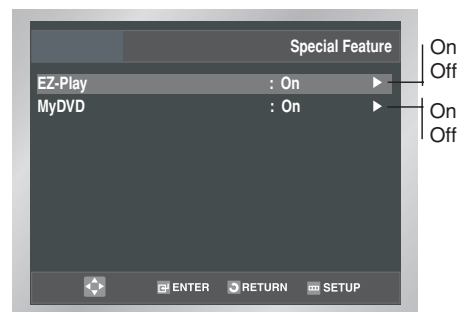 Special Feature
EZ-Play : On ►
MyDVD : On ►
On
Off
On
Off
ENTER RETURN SETUP